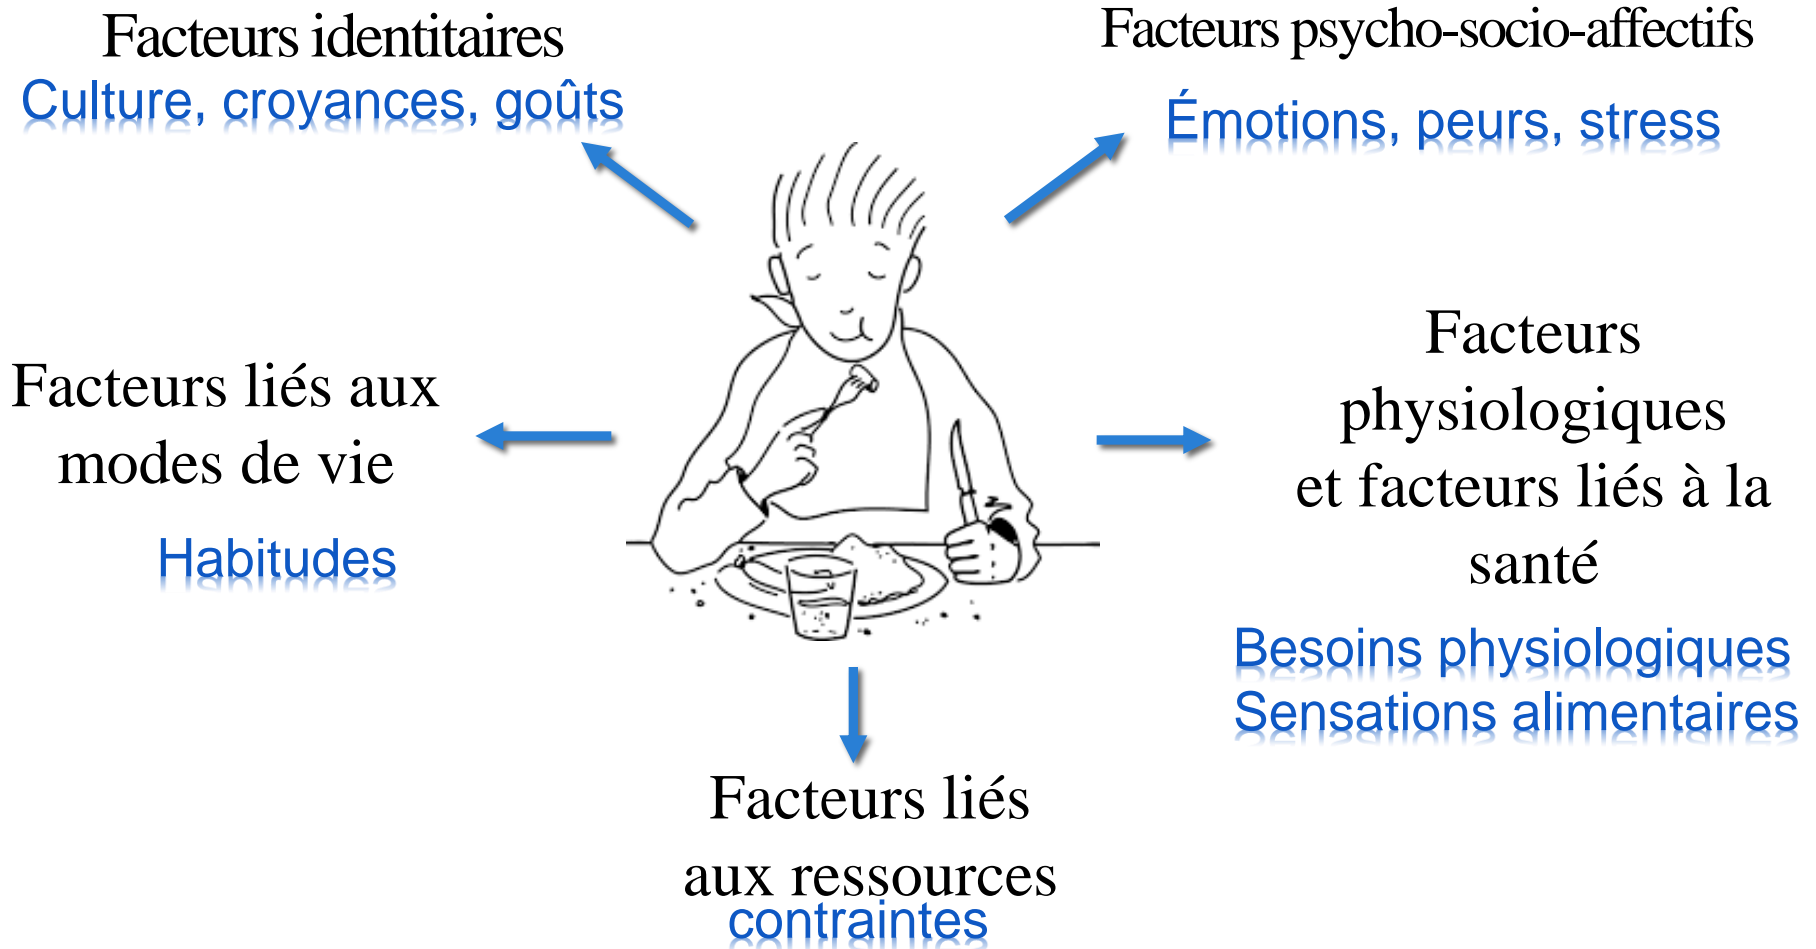 Facteurs identitaires
Culture, croyances, goûts
Facteurs psycho-socio-affectifs
Émotions, peurs, stress
Facteurs liés aux
modes de vie
Habitudes
Facteurs
physiologiques
et facteurs liés à la
santé
Besoins physiologiques
Sensations alimentaires
Facteurs liés
aux ressources
contraintes